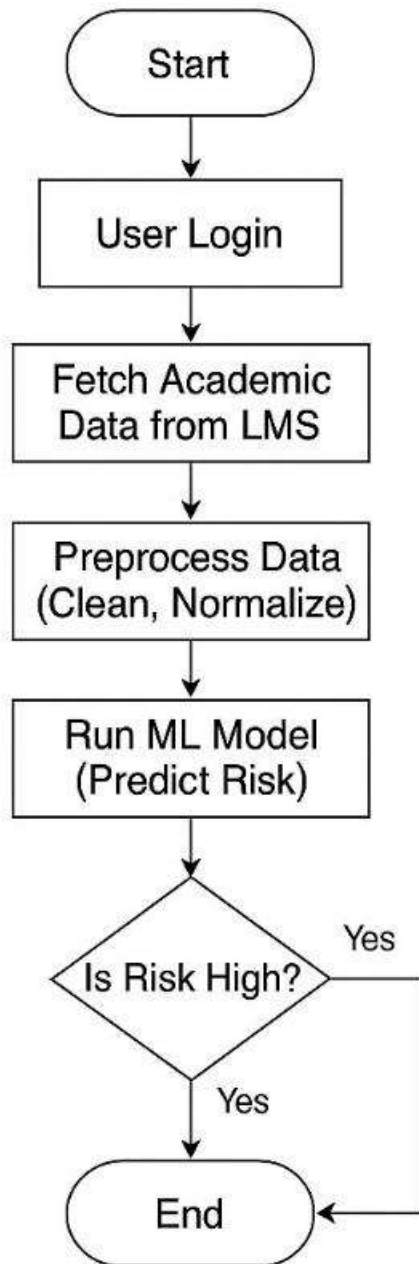 Start
User Login
Fetch Academic
Data from LMS
Preprocess Data
(Clean, Normalize)
Run ML Model
(Predict Risk)
Is Risk High?
Yes
Yes
End